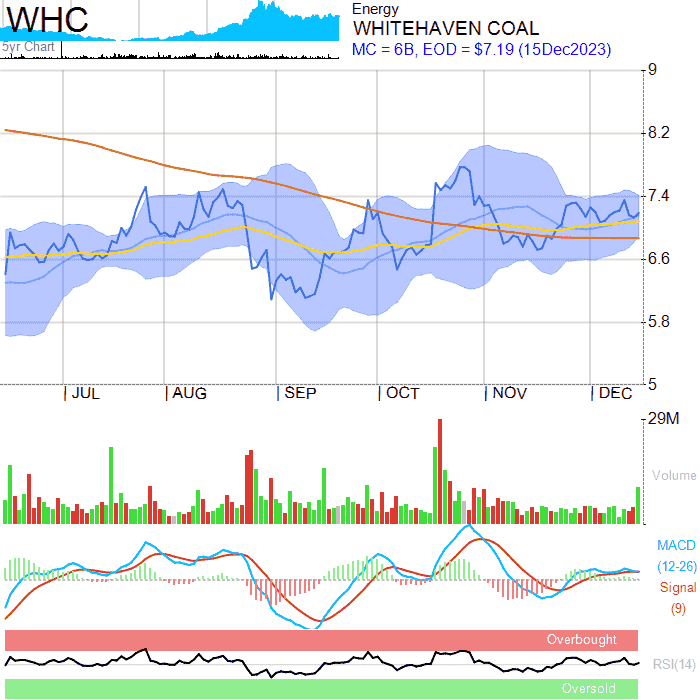 WHC
5yr Chart
Energy
WHITEHAVEN COAL
MC = 6B, EOD = $7.19 (15Dec2023)
9
8.2
7.4
6.6
5.8
5
JUL AUG SEP OCT NOV DEC
29M
Volume
MACD
(12-26)
Signal
(9)
Overbought
RSI(14)
Oversold